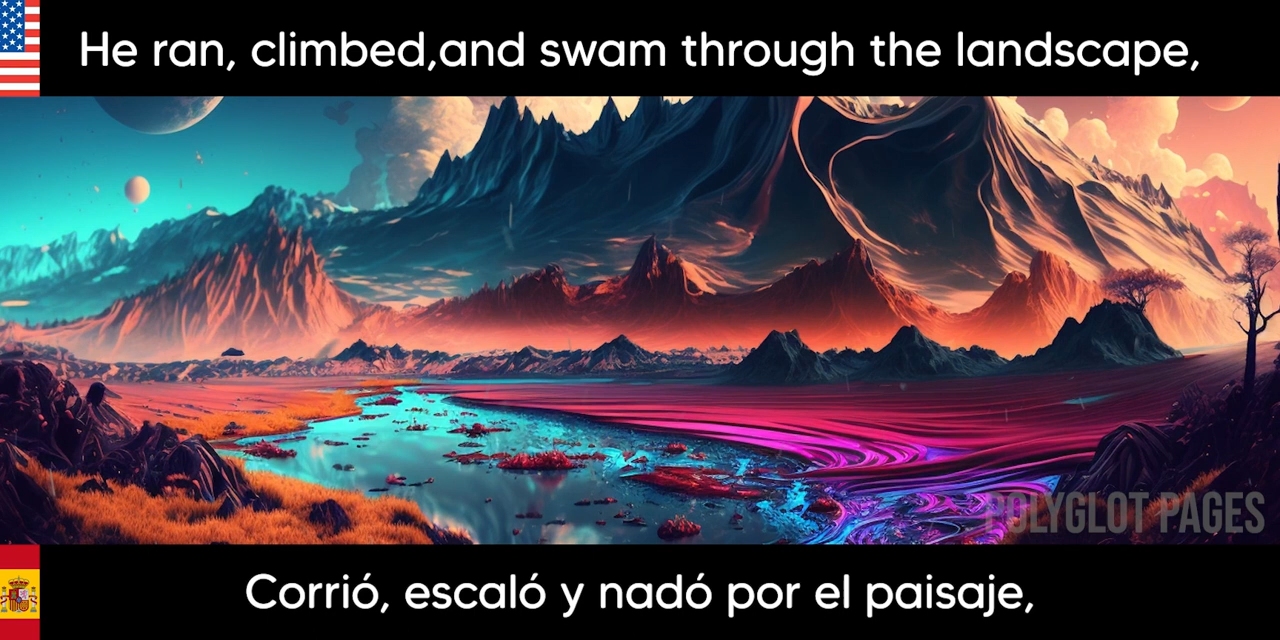 He ran, climbed,and swam through the landscape,
POLYGLOT PAGES
Corrió, escaló y nadó por el paisaje,